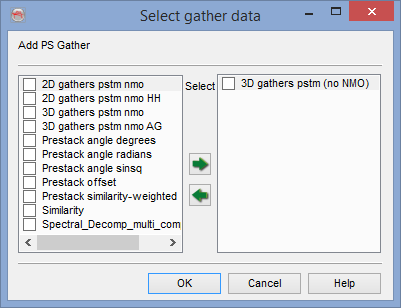 Select gather data
Add PS Gather
2D gathers pstm nmo
2D gathers pstm nmo HH
3D gathers pstm nmo
3D gathers pstm nmo AG
Prestack angle degrees
Prestack angle radians
Prestack angle sinsq
Prestack offset
Prestack similarity-weighted
Similarity
Spectral_Decomp_multi_com
Select
3D gathers pstm (no NMO)
OK
Cancel
Help